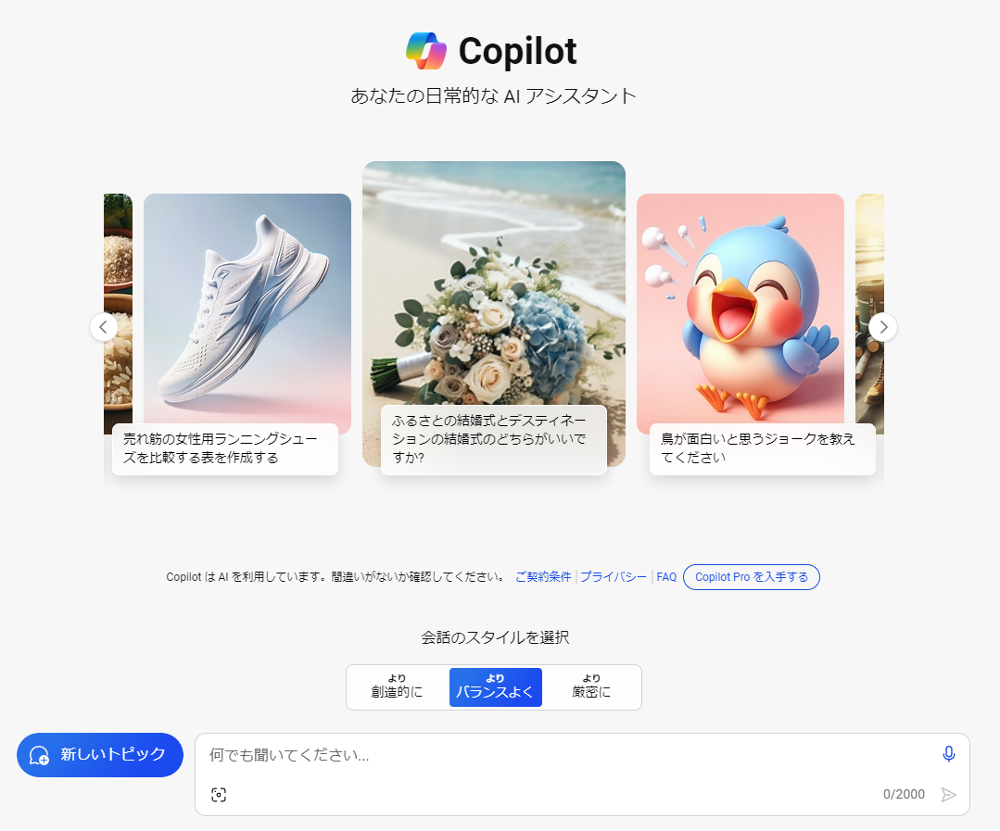 Copilot
あなたの日常的な AI アシスタント
売れ筋の女性用ランニングシュー
ズを比較する表を作成する
ふるさとの結婚式とデスティネー
ションの結婚式のどちらがいいで
すか?
鳥が面白いと思うジョークを教え
てください
Copilot は AI を利用しています。間違いがないか確認してください。 ご契約条件 | プライバシー | FAQ Copilot Pro を入手する
会話のスタイルを選択
より
創造的に
より
バランスよく
より
厳密に
新しいトピック
何でも聞いてください...
0/2000